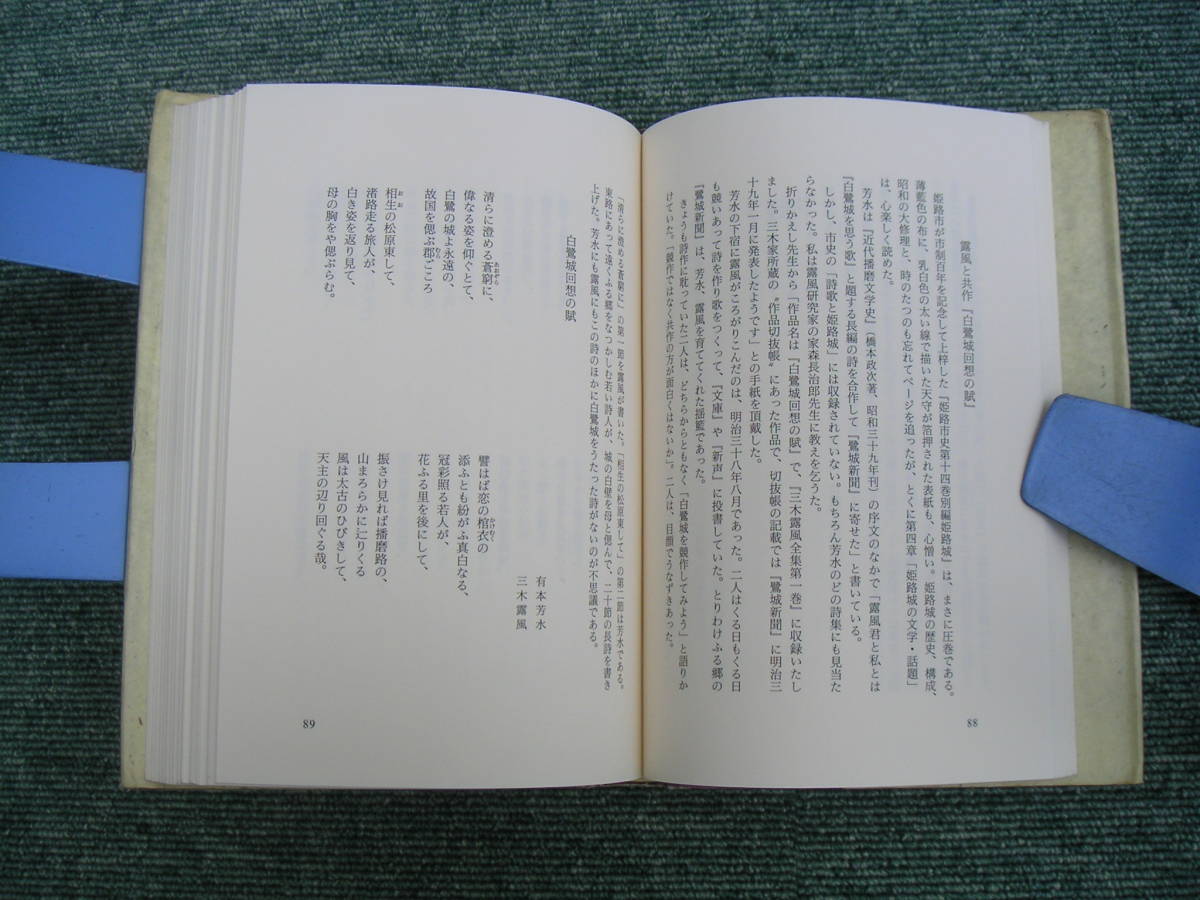 露風と共作『白鷺城回想の賦』
姫路市が市制百年を記念して上梓した『姫路市史第十四巻別編姫路城』は、まさに圧巻である。
薄藍色の布に、乳白色の太い線で描いた天守が箔押された表紙も、心憎い。姫路城の歴史、構成、
昭和の大修理と、時のたつのも忘れてページを追ったが、とくに第四章「姫路城の文学・話題」
は、心楽しく読めた。
芳水は『近代播磨文学史』（橋本政次著、昭和三十九年刊）の序文のなかで「露風君と私とは
『白鷺城を思う歌』と題する長編の詩を合作して『鷺城新聞』に寄せた」と書いている。
しかし、市史の「詩歌と姫路城」には収録されていない。もちろん芳水のどの詩集にも見当た
らなかった。私は露風研究家の家森長治郎先生に教えを乞うた。
折りかえし先生から「作品名は『白鷺城回想の賦』で、『三木露風全集第一巻』に収録いたし
ました。三木家所蔵の〝作品切抜帳〟にあった作品で、切抜帳の記載では『鷺城新聞』に明治三
十九年一月に発表したようです」との手紙を頂戴した。
芳水の下宿に露風がころがりこんだのは、明治三十八年八月であった。二人はくる日もくる日
も競いあって詩を作り歌をつくって、『文庫』や『新声』に投書していた。とりわけふる郷の
『鷺城新聞』は、芳水、露風を育ててくれた揺籃であった。
きょうも詩作に耽っていた二人は、どちらからともなく「白鷺城を競作してみよう」と語りか
けていた。「競作ではなく共作の方が面白くはないか」。二人は、目顔でうなずきあった。
88
「清らに澄める蒼窮に」の第一節を露風が書いた。「相生の松原東して」の第二節は芳水である。
東路にあって遠くふる郷をなつかしむ若い詩人が、城の白壁を母と偲んで、二十節の長詩を書き
上げた。芳水にも露風にもこの詩のほかに白鷺城をうたった詩がないのが不思議である。
白鷺城回想の賦
有本芳水
三木露風
清らに澄める蒼窮に、
あおぞら
偉なる姿を仰ぐとて、
白鷺の城よ永遠の、
故国を偲ぶ郡ごころ
相生の松原東して、
おお
渚路走る旅人が、
白き姿を返り見て、
母の胸をや偲ぶらむ。
譬はば恋の棺衣の
かけむく
添ふとも紛がふ真白なる、
冠彩照る若人が、
花ふる里を後にして、
振さけ見れば播磨路の、
山まろらかに辷りくる
風は太古のひびきして、
天主の辺り回ぐる哉。
89